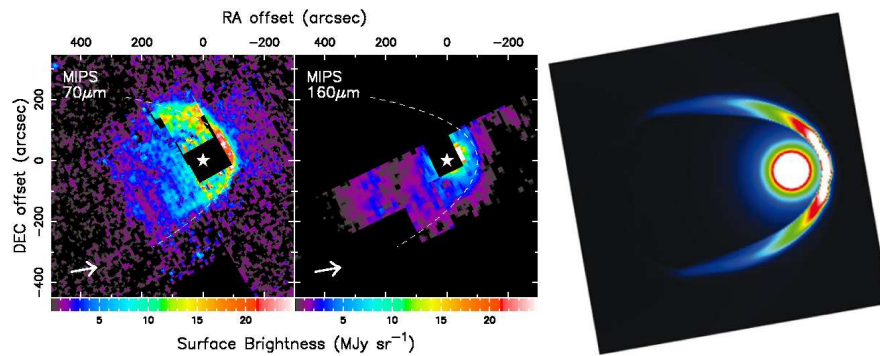 RA offset (arcsec)
400 200 0 −200 400 200 0 −200
MIPS
70μm
MIPS
160μm
DEC offset (arcsec)
200
0
−200
−400
5 10 15 20 5 10 15 20
Surface Brightness (MJy sr⁻¹)